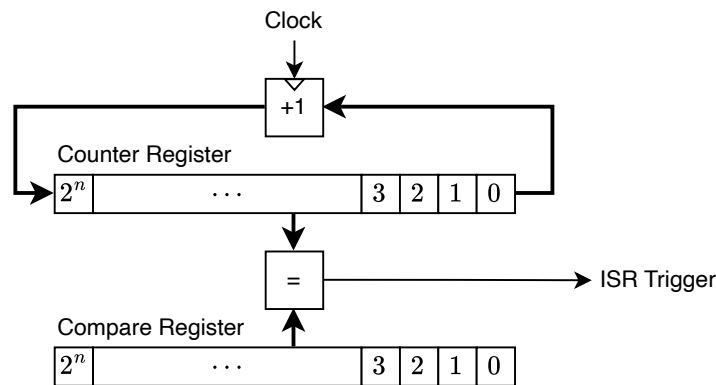 Clock
+1
Counter Register
2^n ... 3 2 1 0
=
ISR Trigger
Compare Register
2^n ... 3 2 1 0